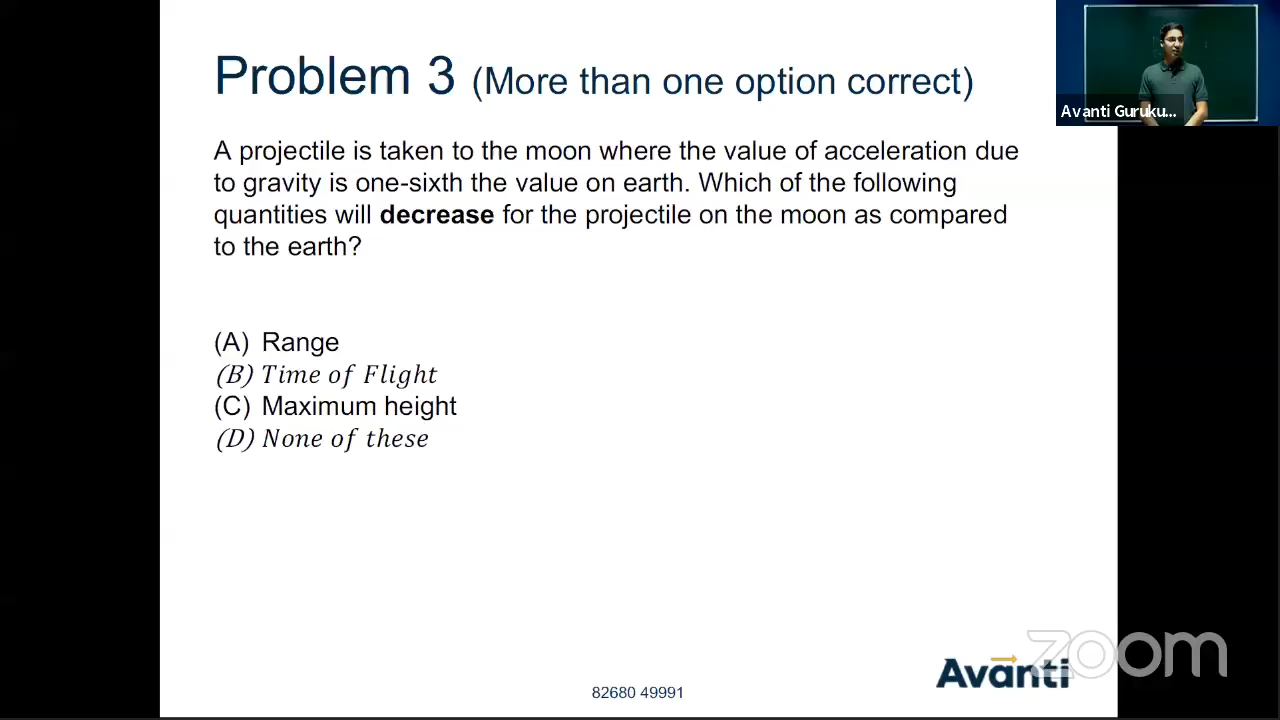 Problem 3 (More than one option correct)
Avanti Guruku...
A projectile is taken to the moon where the value of acceleration due
to gravity is one-sixth the value on earth. Which of the following
quantities will decrease for the projectile on the moon as compared
to the earth?
(A) Range
(B) Time of Flight
(C) Maximum height
(D) None of these
zoom
Avanti
82680 49991